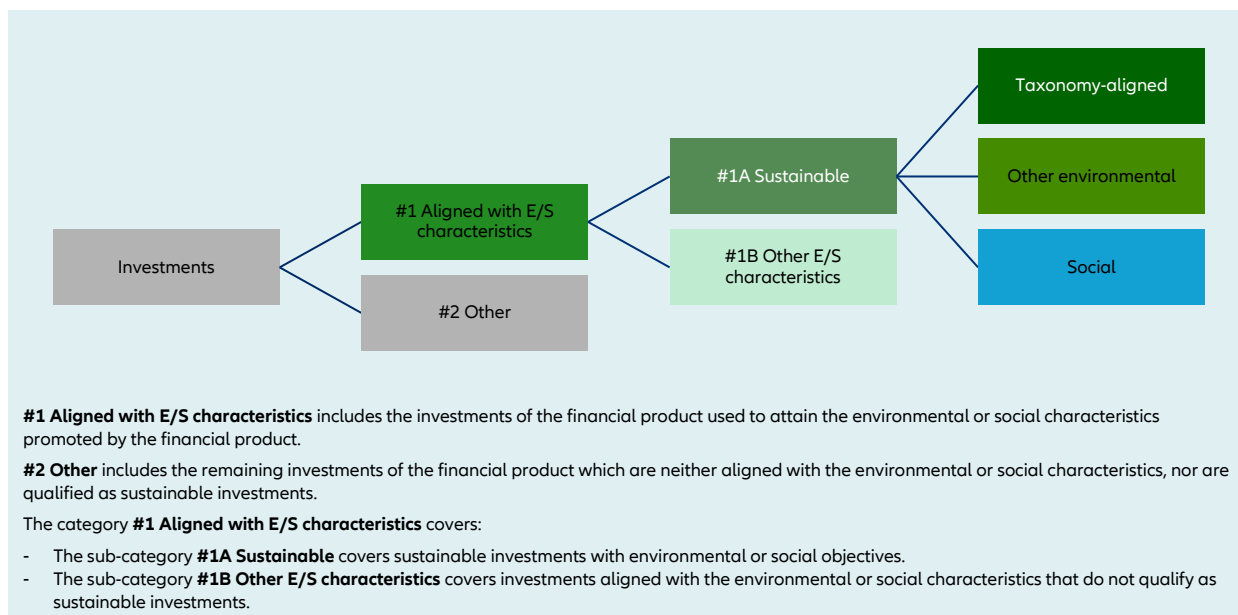 Taxonomy-aligned
#1A Sustainable
Other environmental
#1 Aligned with E/S
characteristics
Investments
#1B Other E/S
characteristics
Social
#2 Other
#1 Aligned with E/S characteristics includes the investments of the financial product used to attain the environmental or social characteristics
promoted by the financial product.
#2 Other includes the remaining investments of the financial product which are neither aligned with the environmental or social characteristics, nor are
qualified as sustainable investments.
The category #1 Aligned with E/S characteristics covers:
- The sub-category #1A Sustainable covers sustainable investments with environmental or social objectives.
- The sub-category #1B Other E/S characteristics covers investments aligned with the environmental or social characteristics that do not qualify as
sustainable investments.